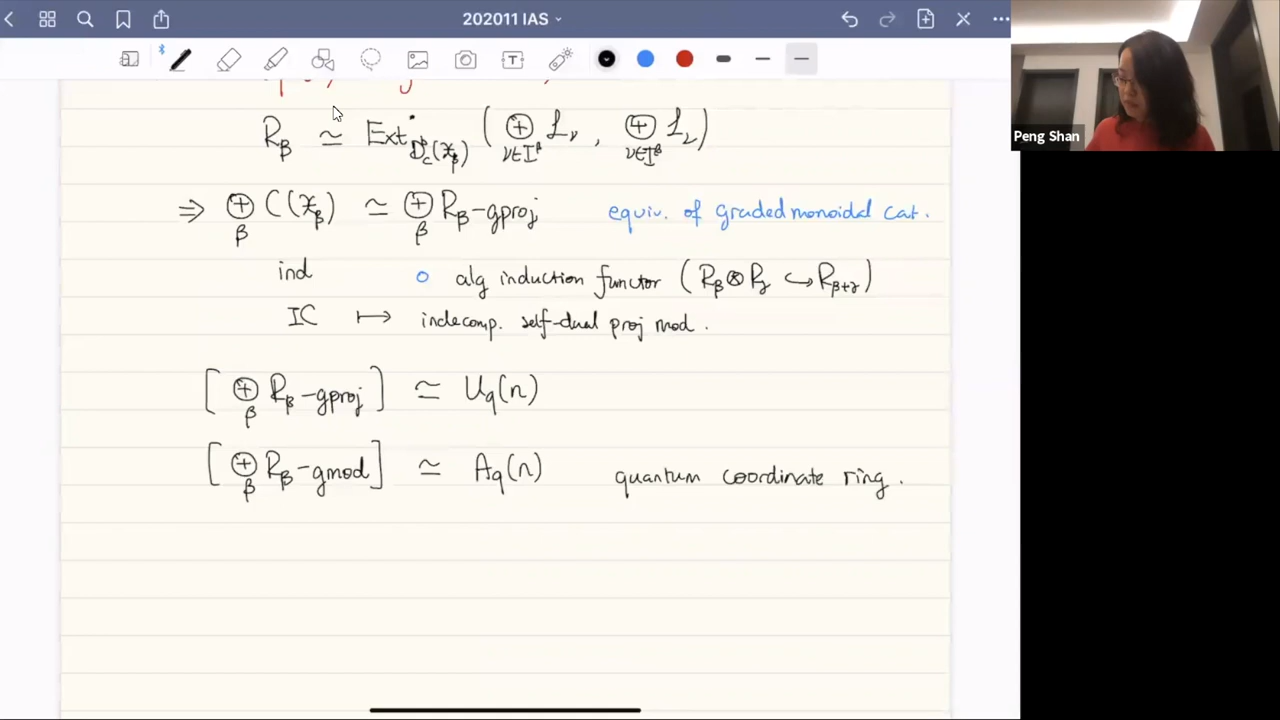 202011 IAS
Peng Shan
R_β ≃ Ext^•_{D^b_c(𝒳_β)} ( ⊕_{ν∈I^β} 𝓛_ν , ⊕_{ν∈I^β} 𝓛_ν )
⇒ ⊕_β C(𝒳_β) ≃ ⊕_β R_β-gproj equiv. of graded monoidal cat.
ind ○ alg induction functor ( R_β ⊗ R_γ ↪ R_{β+γ} )
IC ↦ indecomp. self-dual proj mod.
[ ⊕_β R_β-gproj ] ≃ U_q(n)
[ ⊕_β R_β-gmod ] ≃ A_q(n) quantum coordinate ring.